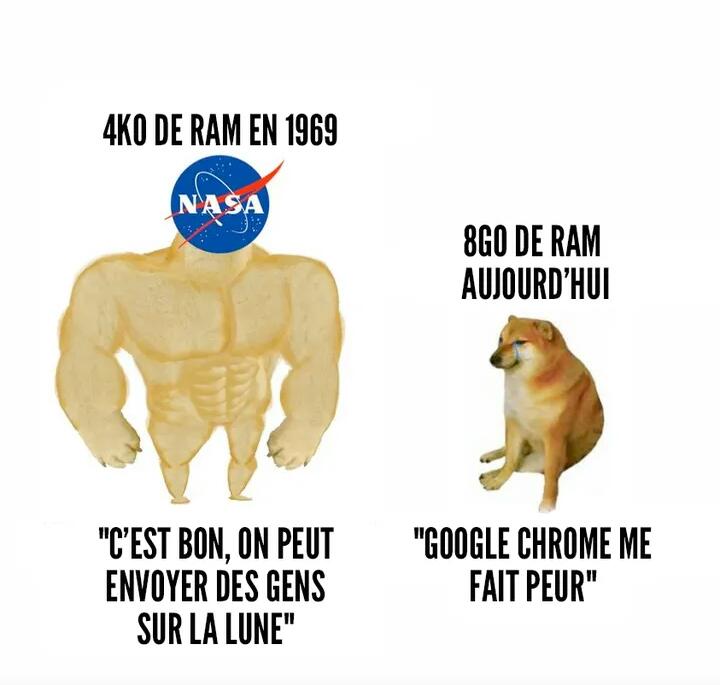 4KO DE RAM EN 1969
NASA
"C'EST BON, ON PEUT
ENVOYER DES GENS
SUR LA LUNE"
8GO DE RAM
AUJOURD'HUI
"GOOGLE CHROME ME
FAIT PEUR"